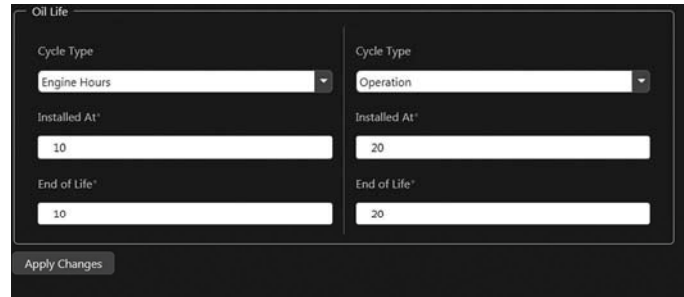 Oil Life
Cycle Type
Engine Hours
Installed At*
10
End of Life*
10
Cycle Type
Operation
Installed At*
20
End of Life*
20
Apply Changes